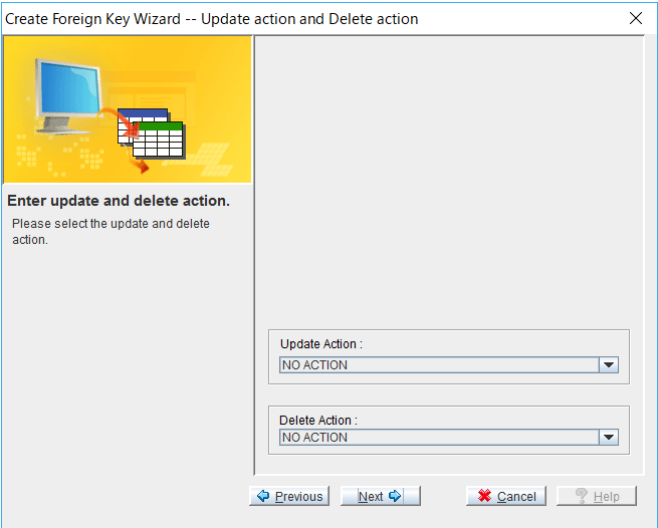 Create Foreign Key Wizard -- Update action and Delete action
Enter update and delete action.
Please select the update and delete
action.
Update Action :
NO ACTION
Delete Action :
NO ACTION
Previous
Next
Cancel
Help